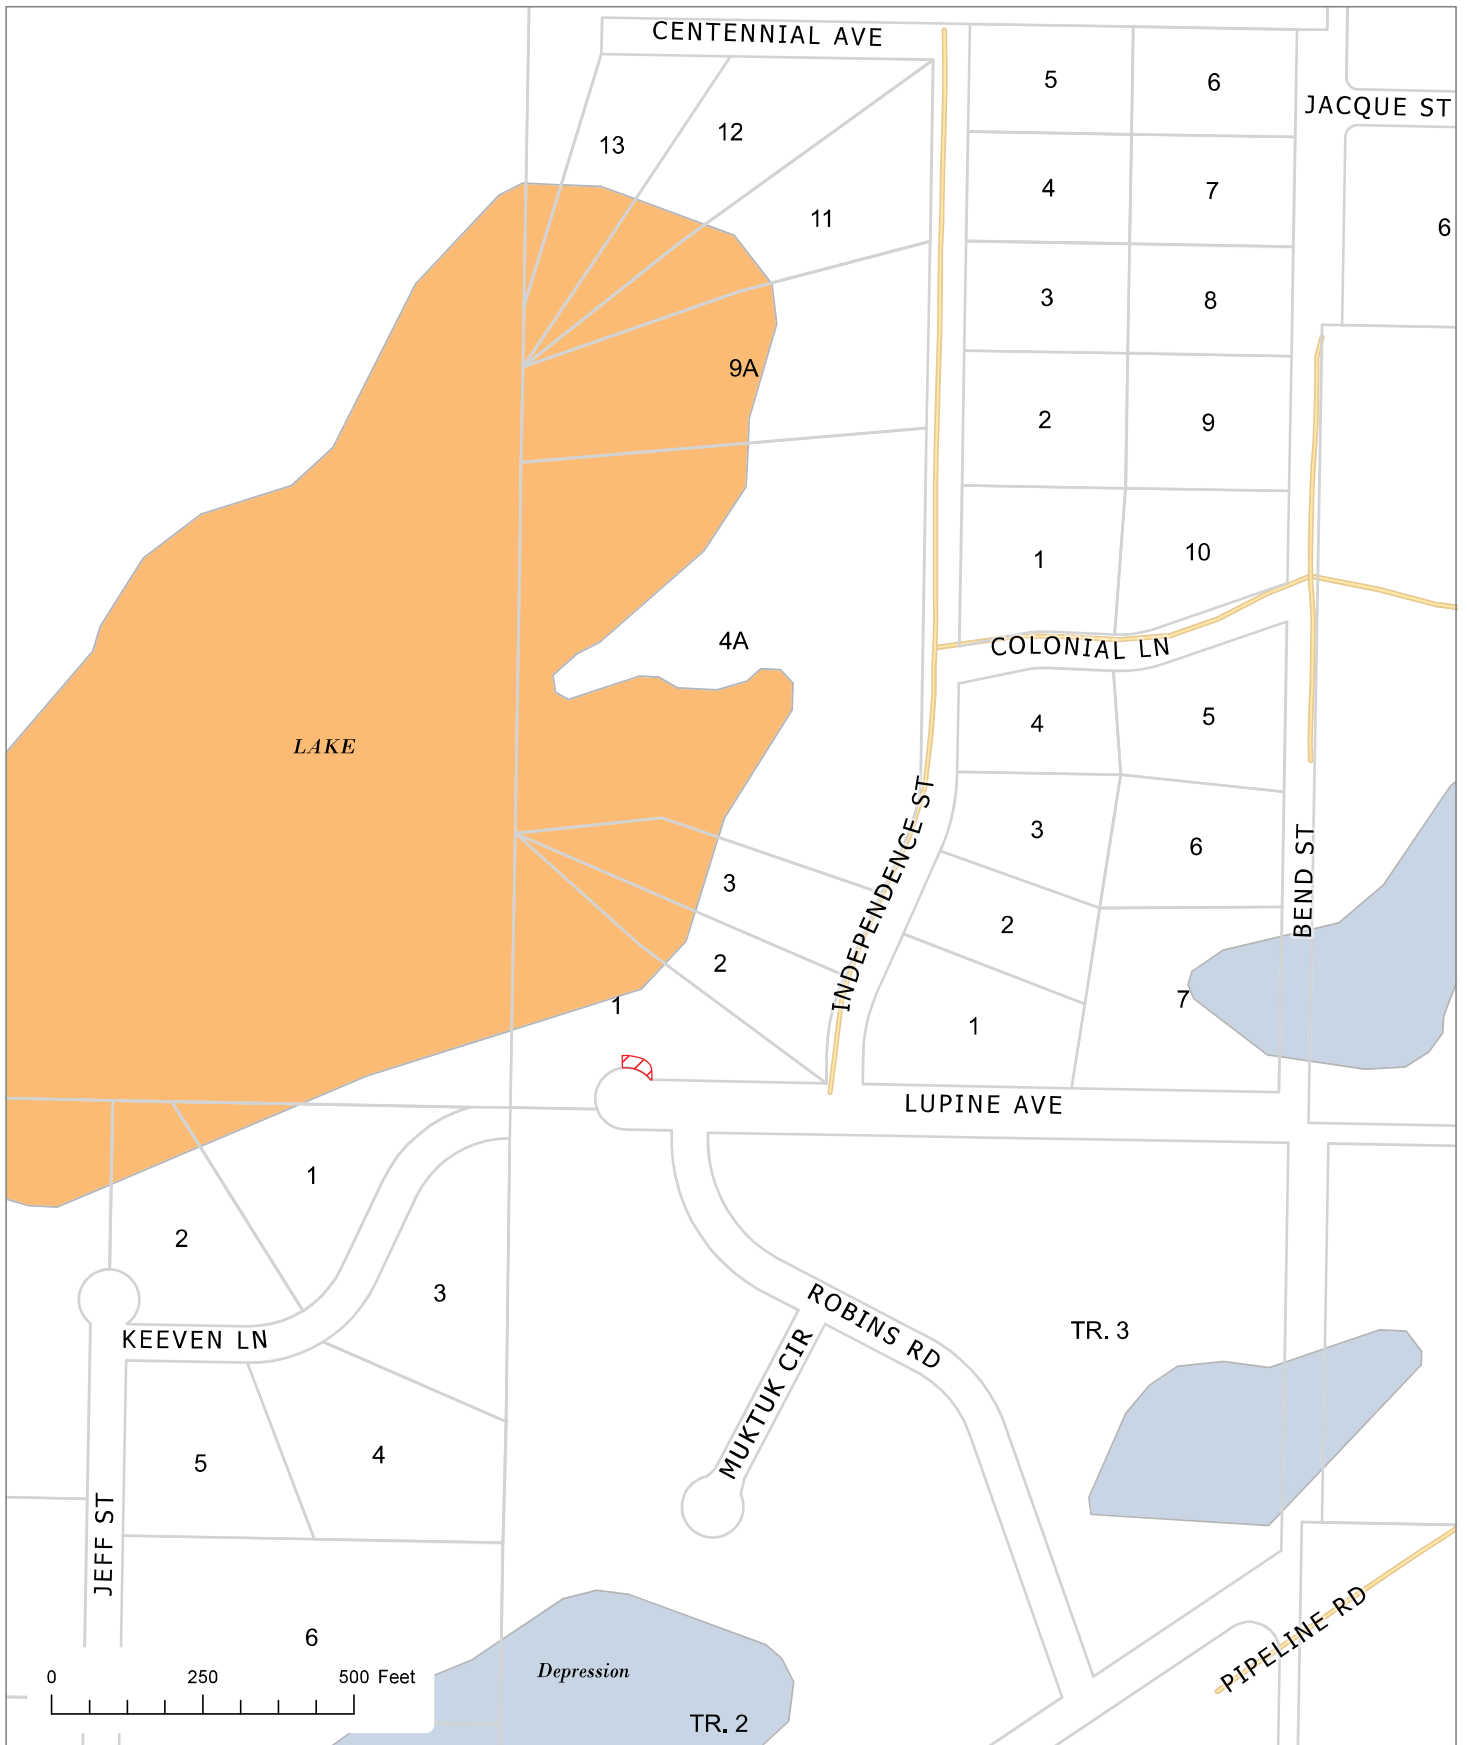 CENTENNIAL AVE
5
6
JACQUE ST
13
12
4
7
11
6
3
8
9A
2
9
1
10
4A
COLONIAL LN
LAKE
4
5
INDEPENDENCE ST
3
6
BEND ST
3
2
2
7
1
1
LUPINE AVE
1
2
3
ROBINS RD
TR. 3
KEEVEN LN
MUKTUK CIR
5
4
JEFF ST
PIPELINE RD
6
Depression
0 250 500 Feet
TR. 2